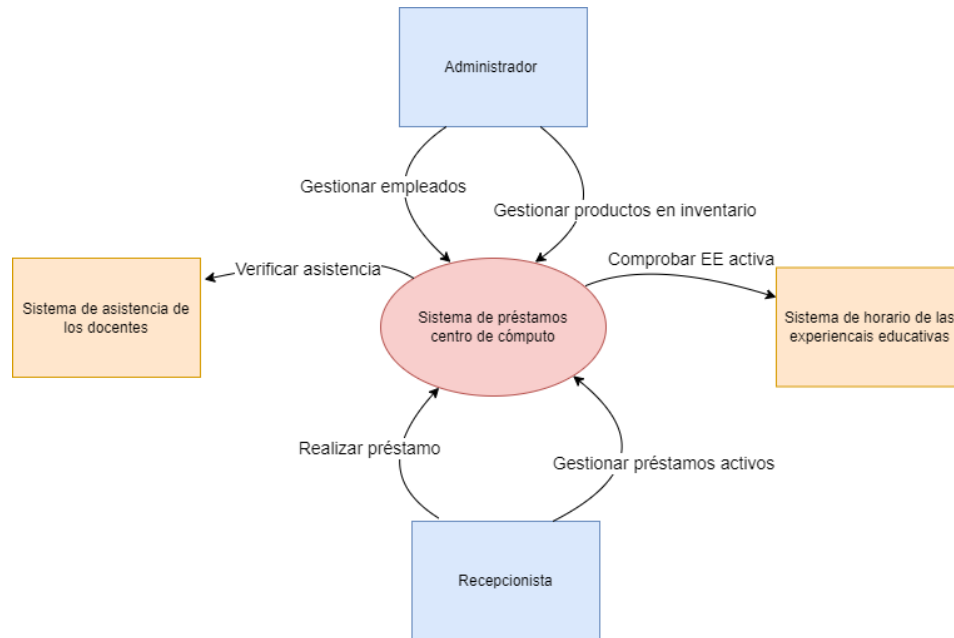 Administrador
Gestionar empleados
Gestionar productos en inventario
Verificar asistencia
Comprobar EE activa
Sistema de asistencia de
los docentes
Sistema de préstamos
centro de cómputo
Sistema de horario de las
experiencais educativas
Realizar préstamo
Gestionar préstamos activos
Recepcionista